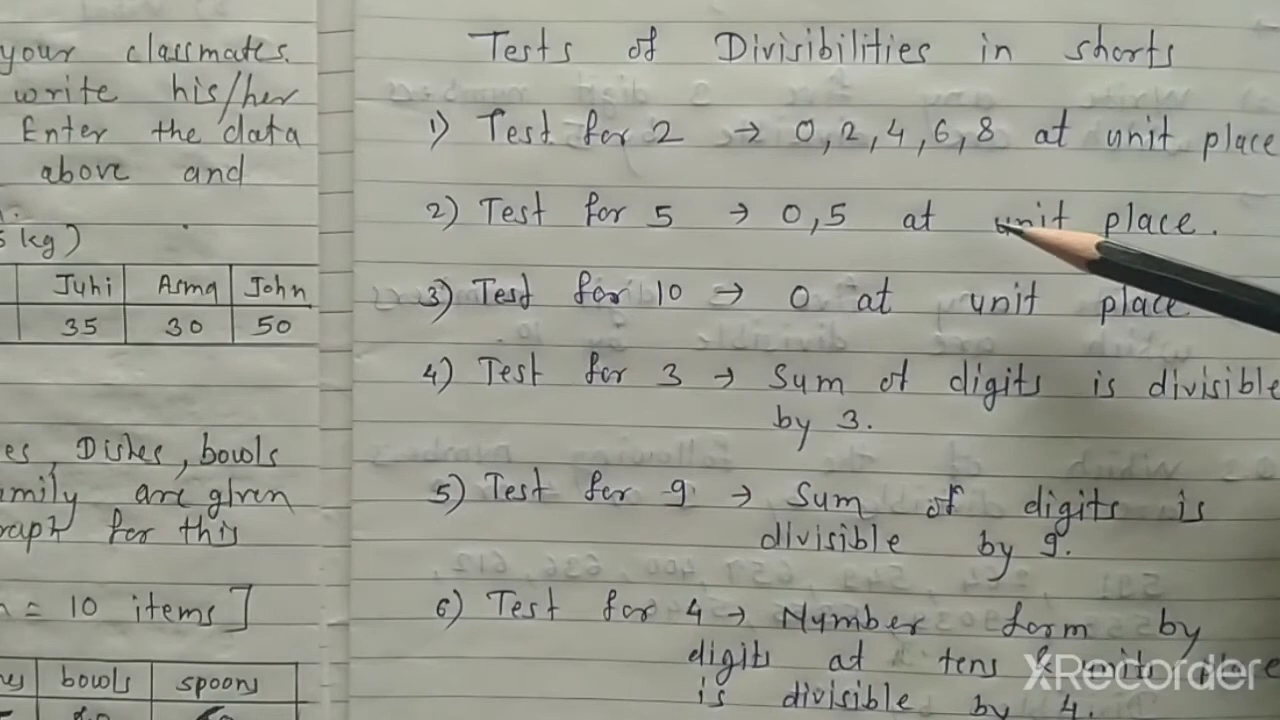 your classmates.
write his/her
Enter the data
above and
kg)
Juhi Asma John
35 30 50
Dishes, bowls
are given
for this
= 10 items]
bowls spoons
Tests of Divisibilities in shorts
1) Test for 2 → 0,2,4,6,8 at unit place
2) Test for 5 → 0,5 at unit place.
3) Test for 10 → 0 at unit place
4) Test for 3 → Sum of digits is divisible
by 3.
5) Test for 9 → Sum of digits is
divisible by 9.
6) Test for 4 → Number form by
digits at tens & units place
is divisible by 4.
XRecorder